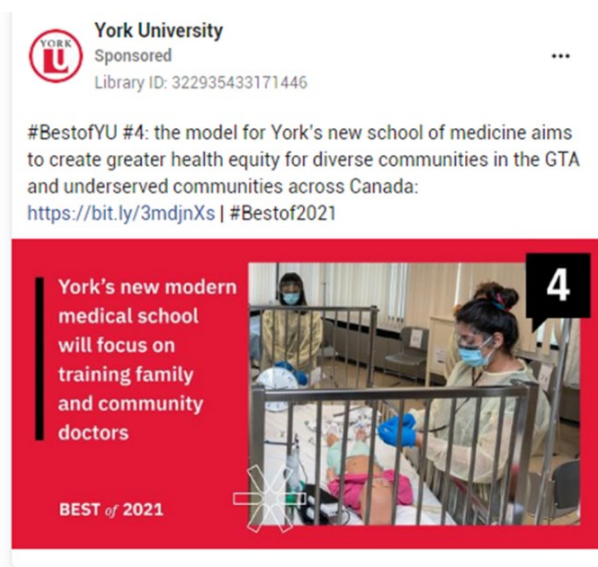 York University
YORK
U
Sponsored
...
Library ID: 322935433171446
#BestofYU #4: the model for York's new school of medicine aims
to create greater health equity for diverse communities in the GTA
and underserved communities across Canada:
https://bit.ly/3mdjnXs | #Bestof2021
4
York's new modern
medical school
will focus on
training family
and community
doctors
BEST of 2021